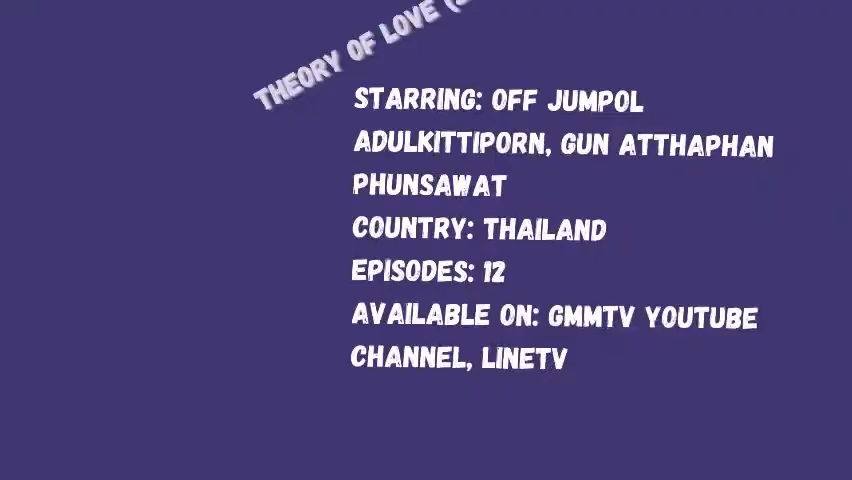 THEORY OF LOVE
STARRING: OFF JUMPOL
ADULKITTIPORN, GUN ATTHAPHAN
PHUNSAWAT
COUNTRY: THAILAND
EPISODES: 12
AVAILABLE ON: GMMTV YOUTUBE
CHANNEL, LINETV